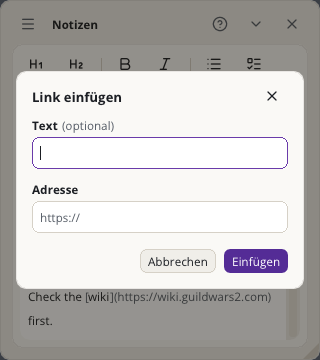 Notizen
H1 H2 B I
Link einfügen
Text (optional)
Adresse
https://
Abbrechen Einfügen
Check the [wiki](https://wiki.guildwars2.com)
first.